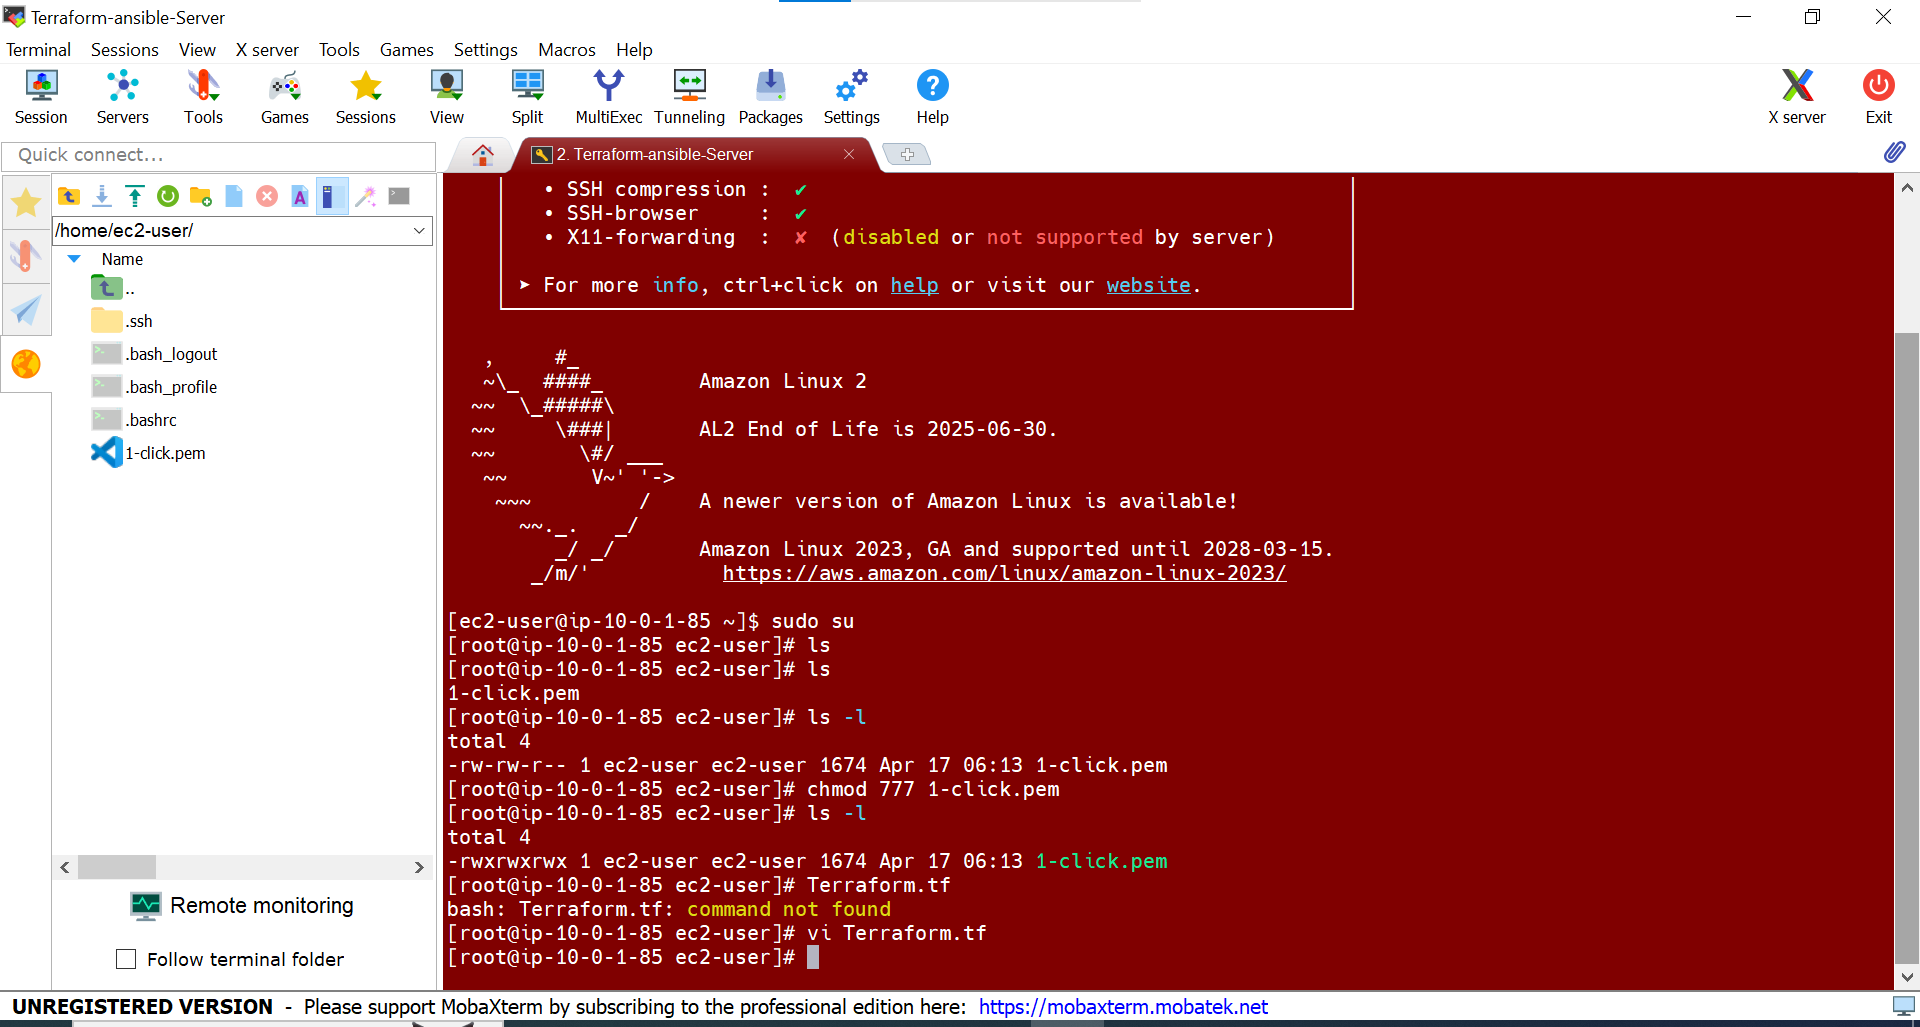 Terraform-ansible-Server
Terminal Sessions View X server Tools Games Settings Macros Help
Session Servers Tools Games Sessions View Split MultiExec Tunneling Packages Settings Help X server Exit
Quick connect...
2. Terraform-ansible-Server
/home/ec2-user/
Name
..
.ssh
.bash_logout
.bash_profile
.bashrc
1-click.pem
Remote monitoring
Follow terminal folder
• SSH compression : ✔
• SSH-browser : ✔
• X11-forwarding : ✘ (disabled or not supported by server)
➤ For more info, ctrl+click on help or visit our website.
,     #_
~\_  ####_        Amazon Linux 2
~~  \_#####\
~~     \###|       AL2 End of Life is 2025-06-30.
~~       \#/ ___
~~       V~' '->
~~~         /    A newer version of Amazon Linux is available!
~~._.   _/
_/ _/       Amazon Linux 2023, GA and supported until 2028-03-15.
_/m/'           https://aws.amazon.com/linux/amazon-linux-2023/
[ec2-user@ip-10-0-1-85 ~]$ sudo su
[root@ip-10-0-1-85 ec2-user]# ls
[root@ip-10-0-1-85 ec2-user]# ls
1-click.pem
[root@ip-10-0-1-85 ec2-user]# ls -l
total 4
-rw-rw-r-- 1 ec2-user ec2-user 1674 Apr 17 06:13 1-click.pem
[root@ip-10-0-1-85 ec2-user]# chmod 777 1-click.pem
[root@ip-10-0-1-85 ec2-user]# ls -l
total 4
-rwxrwxrwx 1 ec2-user ec2-user 1674 Apr 17 06:13 1-click.pem
[root@ip-10-0-1-85 ec2-user]# Terraform.tf
bash: Terraform.tf: command not found
[root@ip-10-0-1-85 ec2-user]# vi Terraform.tf
[root@ip-10-0-1-85 ec2-user]#
UNREGISTERED VERSION - Please support MobaXterm by subscribing to the professional edition here: https://mobaxterm.mobatek.net